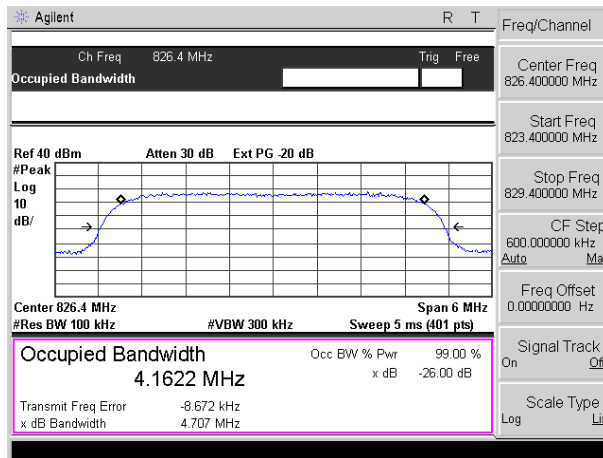 Agilent R T
Ch Freq 826.4 MHz Trig Free
Occupied Bandwidth
Ref 40 dBm Atten 30 dB Ext PG -20 dB
#Peak
Log
10
dB/
Center 826.4 MHz Span 6 MHz
#Res BW 100 kHz #VBW 300 kHz Sweep 5 ms (401 pts)
Occupied Bandwidth Occ BW % Pwr 99.00 %
4.1622 MHz x dB -26.00 dB
Transmit Freq Error -8.672 kHz
x dB Bandwidth 4.707 MHz
Freq/Channel
Center Freq
826.400000 MHz
Start Freq
823.400000 MHz
Stop Freq
829.400000 MHz
CF Step
600.000000 kHz
Auto Ma
Freq Offset
0.00000000 Hz
Signal Track
On Of
Scale Type
Log Li